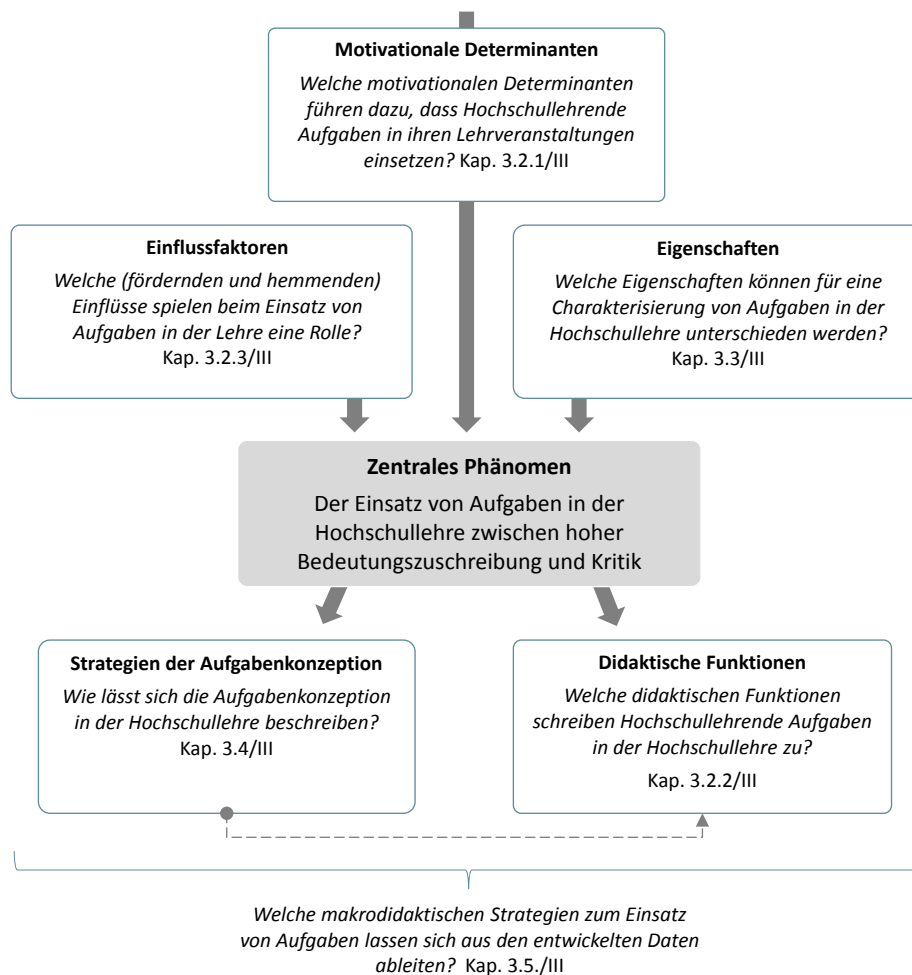 Motivationale Determinanten
Welche motivationalen Determinanten
führen dazu, dass Hochschullehrende
Aufgaben in ihren Lehrveranstaltungen
einsetzen? Kap. 3.2.1/III
Einflussfaktoren
Welche (fördernden und hemmenden)
Einflüsse spielen beim Einsatz von
Aufgaben in der Lehre eine Rolle?
Kap. 3.2.3/III
Eigenschaften
Welche Eigenschaften können für eine
Charakterisierung von Aufgaben in der
Hochschullehre unterschieden werden?
Kap. 3.3/III
Zentrales Phänomen
Der Einsatz von Aufgaben in der
Hochschullehre zwischen hoher
Bedeutungszuschreibung und Kritik
Strategien der Aufgabenkonzeption
Wie lässt sich die Aufgabenkonzeption
in der Hochschullehre beschreiben?
Kap. 3.4/III
Didaktische Funktionen
Welche didaktischen Funktionen
schreiben Hochschullehrende Aufgaben
in der Hochschullehre zu?
Kap. 3.2.2/III
Welche makrodidaktischen Strategien zum Einsatz
von Aufgaben lassen sich aus den entwickelten Daten
ableiten? Kap. 3.5./III